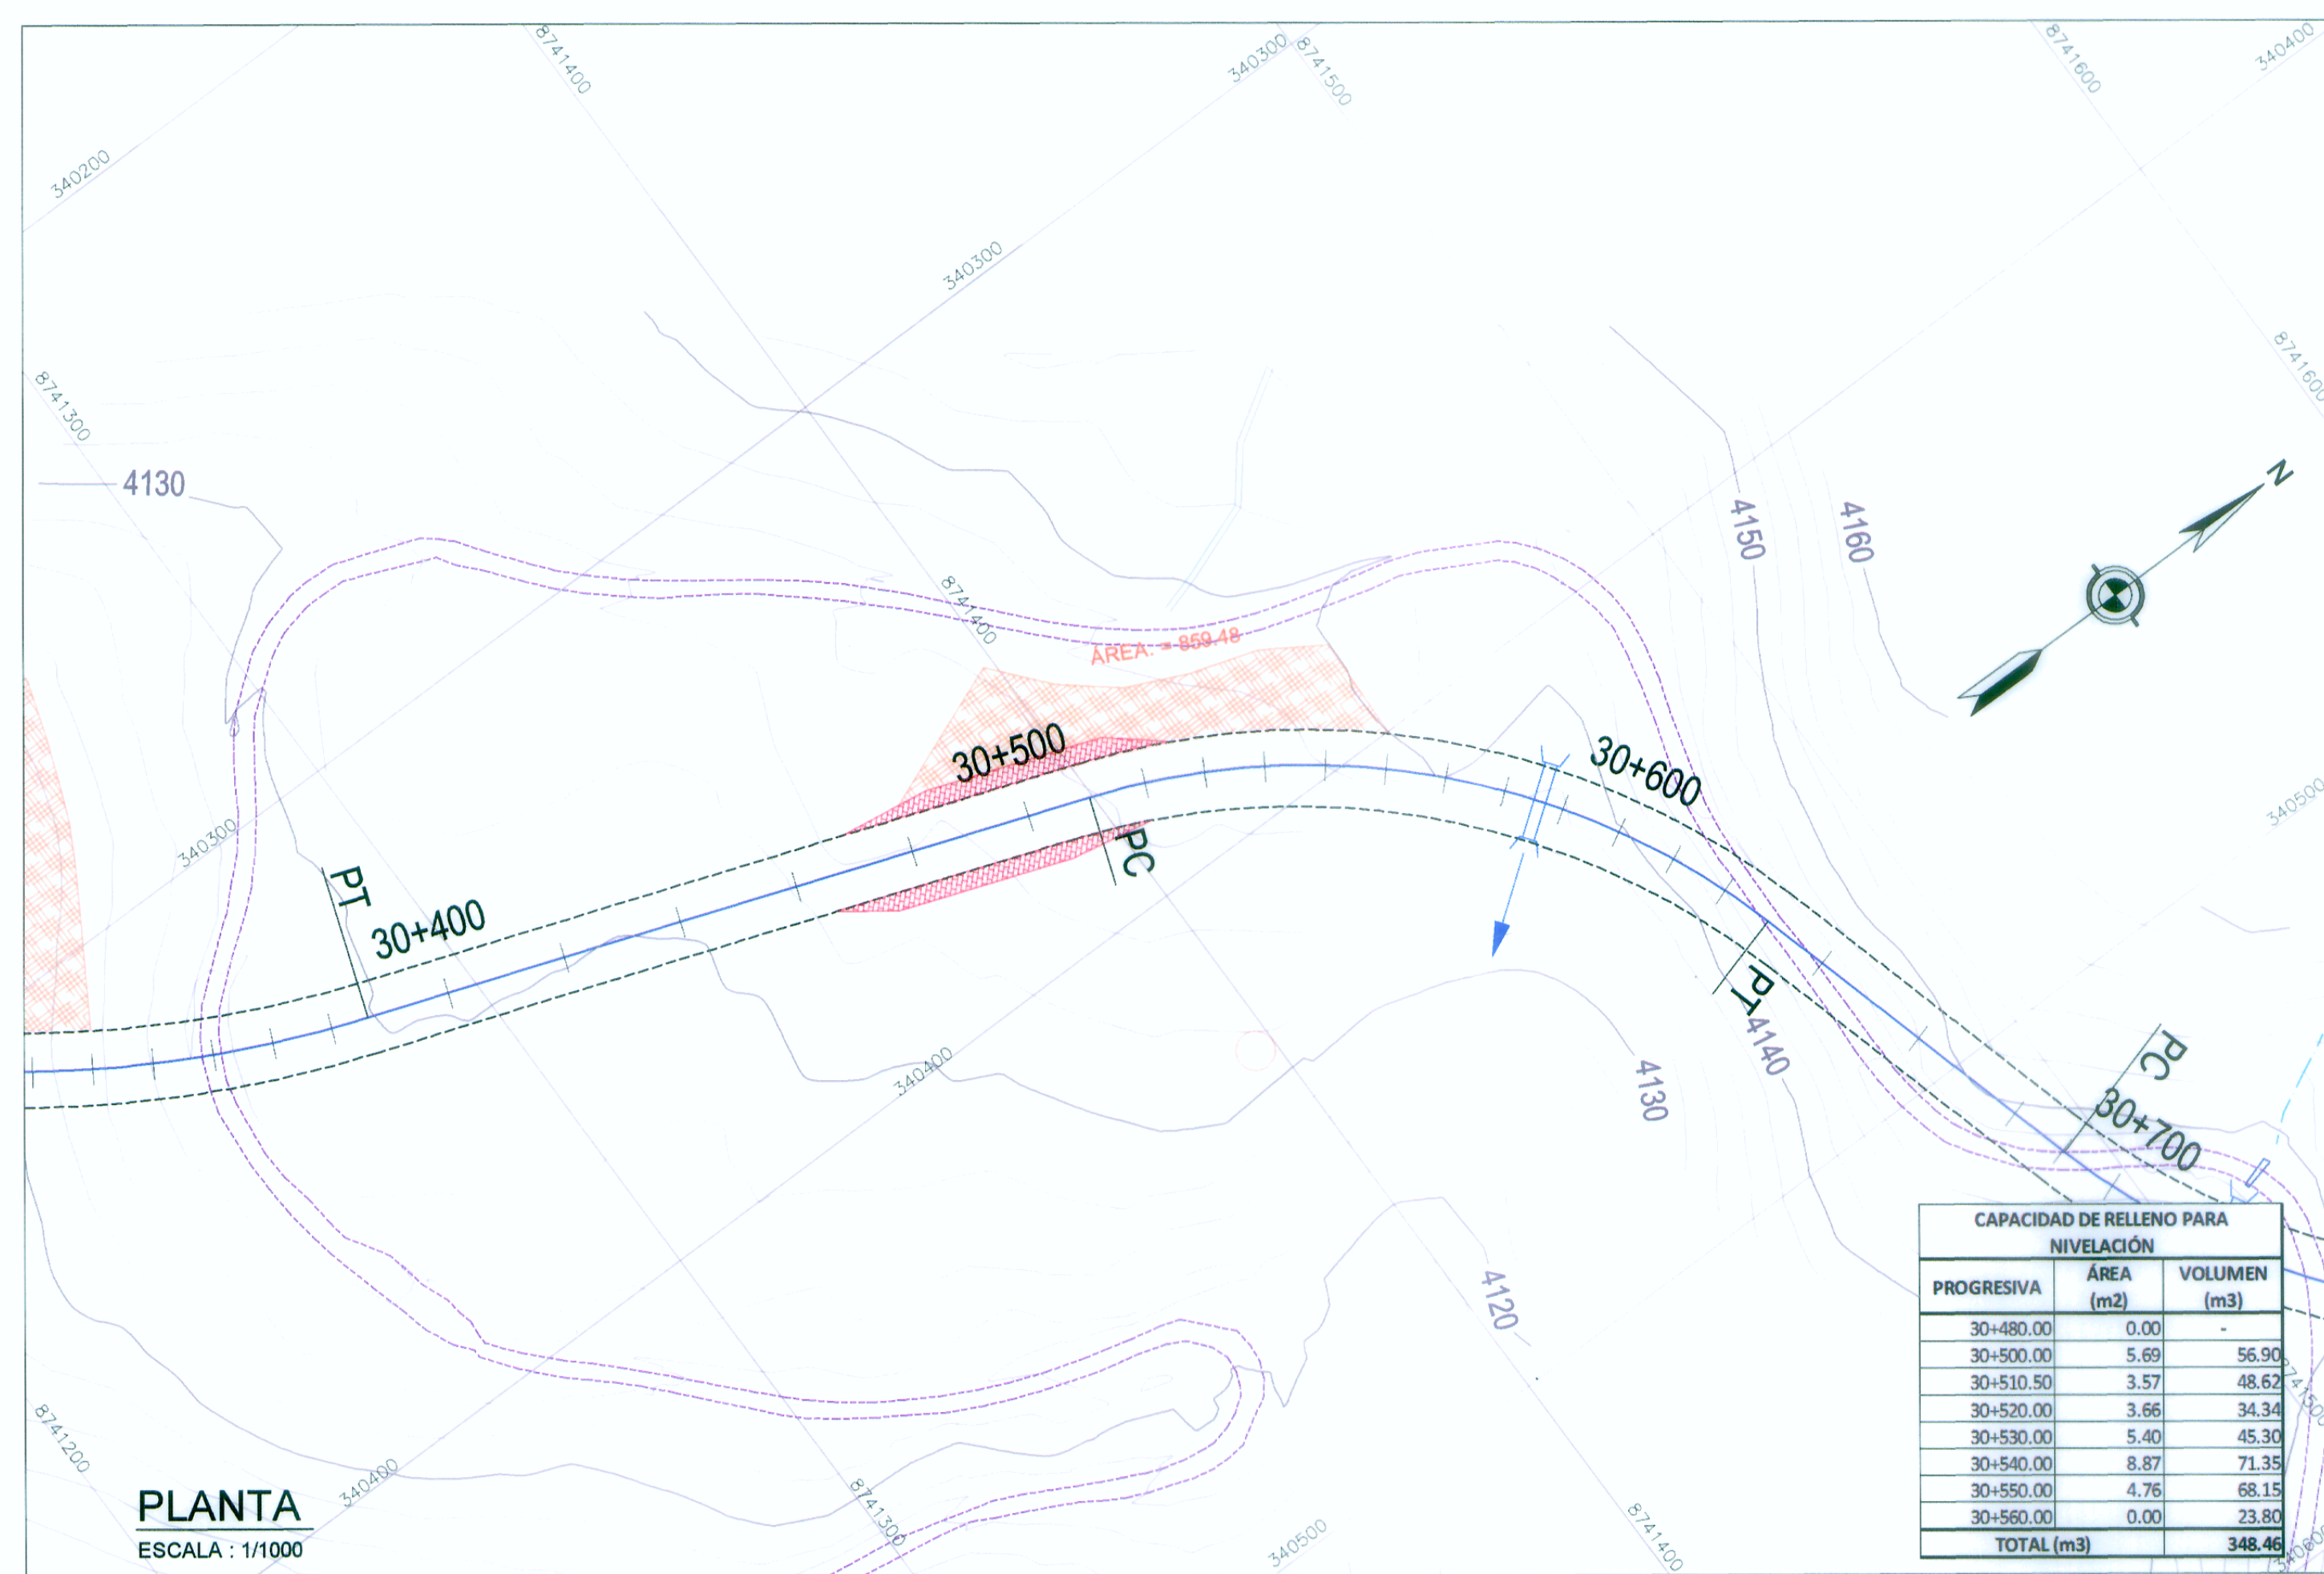 8741400
340300
8741500
8741600
340400
340200
340300
8741300
8741600
4130
4150
4160
N
8741400
ÁREA. = 859.48
30+500
30+600
340500
340300
PT
PC
30+400
PT
4140
340400
4130
PC
30+700
4120
CAPACIDAD DE RELLENO PARA
NIVELACIÓN
PROGRESIVA ÁREA (m2) VOLUMEN (m3)
30+480.00 0.00 -
30+500.00 5.69 56.90
30+510.50 3.57 48.62
30+520.00 3.66 34.34
30+530.00 5.40 45.30
30+540.00 8.87 71.35
30+550.00 4.76 68.15
30+560.00 0.00 23.80
TOTAL (m3) 348.46
8741200
340400
8741300
340500
8741400
8741500
340600
PLANTA
ESCALA : 1/1000